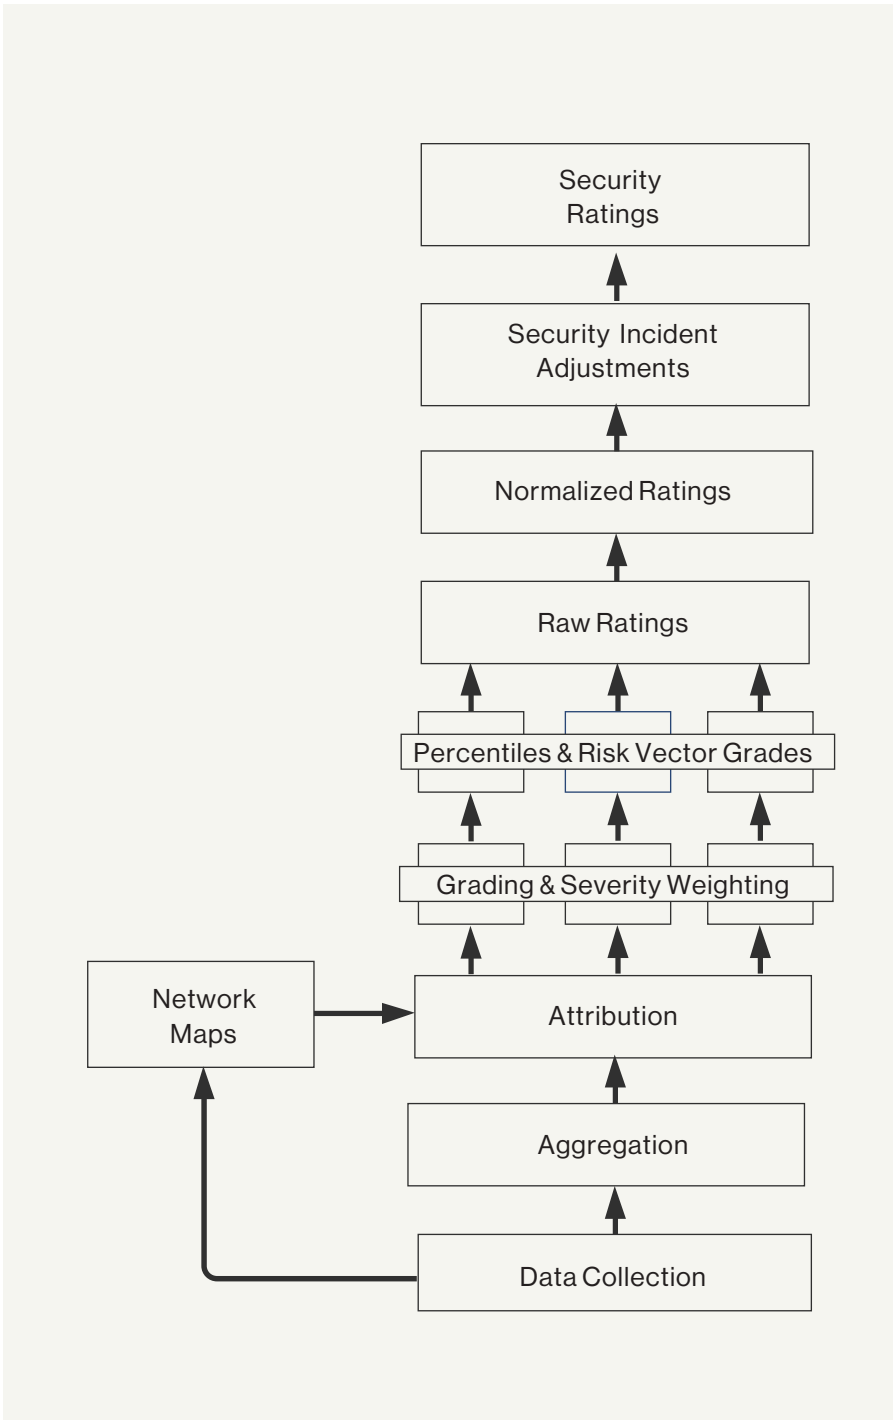 Security
Ratings
Security Incident
Adjustments
Normalized Ratings
Raw Ratings
Percentiles & Risk Vector Grades
Grading & Severity Weighting
Network
Maps
Attribution
Aggregation
Data Collection